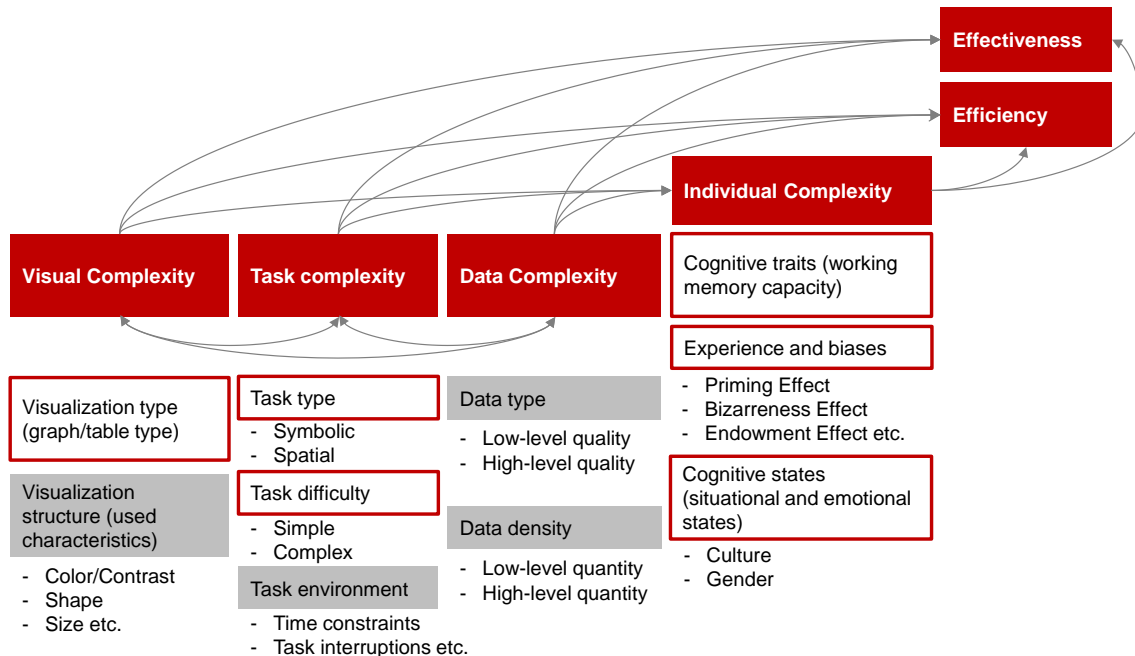 Effectiveness
Efficiency
Individual Complexity
Visual Complexity
Task complexity
Data Complexity
Visualization type
(graph/table type)
Visualization
structure (used
characteristics)
- Color/Contrast
- Shape
- Size etc.
Task type
- Symbolic
- Spatial
Task difficulty
- Simple
- Complex
Task environment
- Time constraints
- Task interruptions etc.
Data type
- Low-level quality
- High-level quality
Data density
- Low-level quantity
- High-level quantity
Cognitive traits (working
memory capacity)
Experience and biases
- Priming Effect
- Bizarreness Effect
- Endowment Effect etc.
Cognitive states
(situational and emotional
states)
- Culture
- Gender